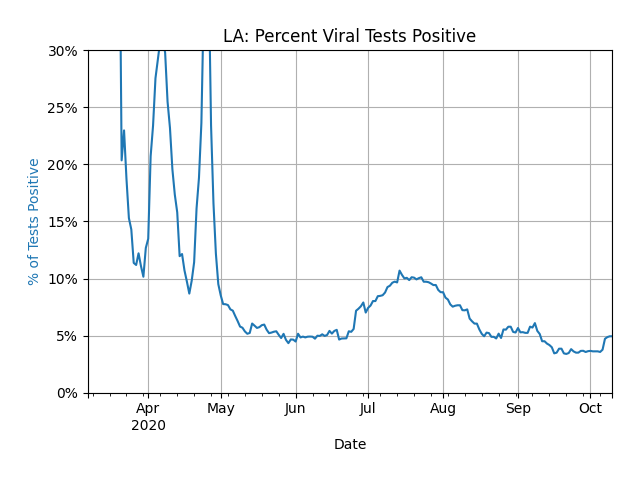 LA: Percent Viral Tests Positive
30%
25%
20%
15%
10%
5%
0%
% of Tests Positive
Apr May Jun Jul Aug Sep Oct
2020
Date